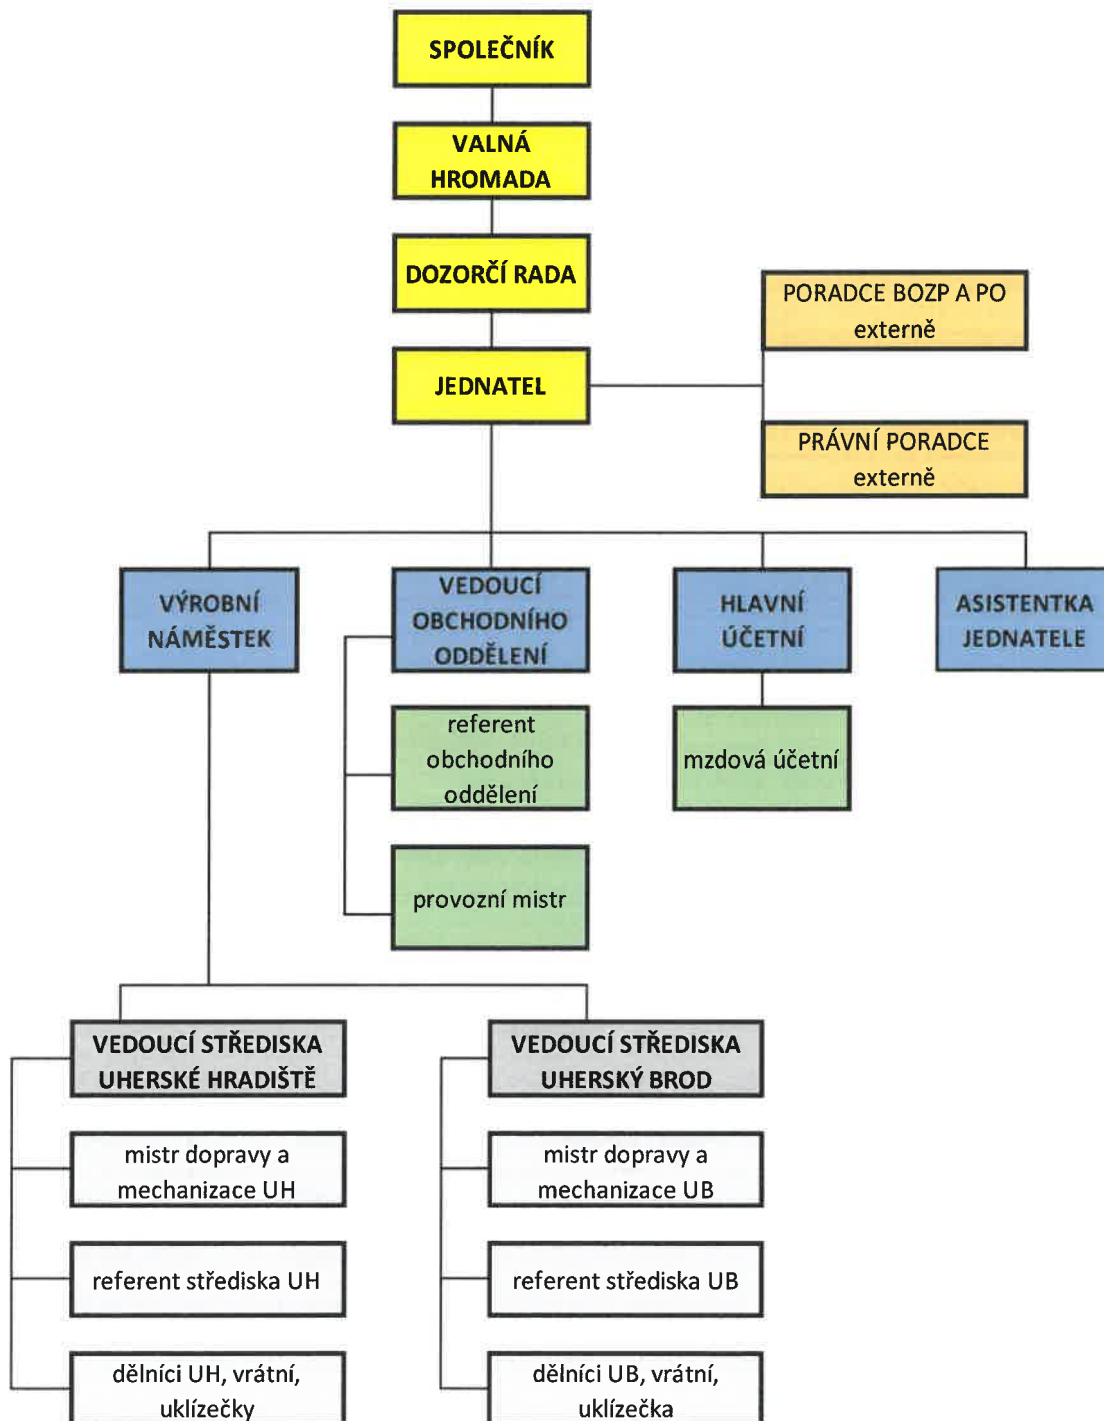 SPOLEČNÍK
VALNÁ
HROMADA
DOZORČÍ RADA
PORADCE BOZP A PO
externě
JEDNATEL
PRÁVNÍ PORADCE
externě
VÝROBNÍ
NÁMĚSTEK
VEDOUCÍ
OBCHODNÍHO
ODDĚLENÍ
HLAVNÍ
ÚČETNÍ
ASISTENTKA
JEDNATELE
referent
obchodního
oddělení
mzdová účetní
provozní mistr
VEDOUCÍ STŘEDISKA
UHERSKÉ HRADIŠTĚ
VEDOUCÍ STŘEDISKA
UHERSKÝ BROD
mistr dopravy a
mechanizace UH
mistr dopravy a
mechanizace UB
referent střediska UH
referent střediska UB
dělníci UH, vrátní,
uklízečky
dělníci UB, vrátní,
uklízečka